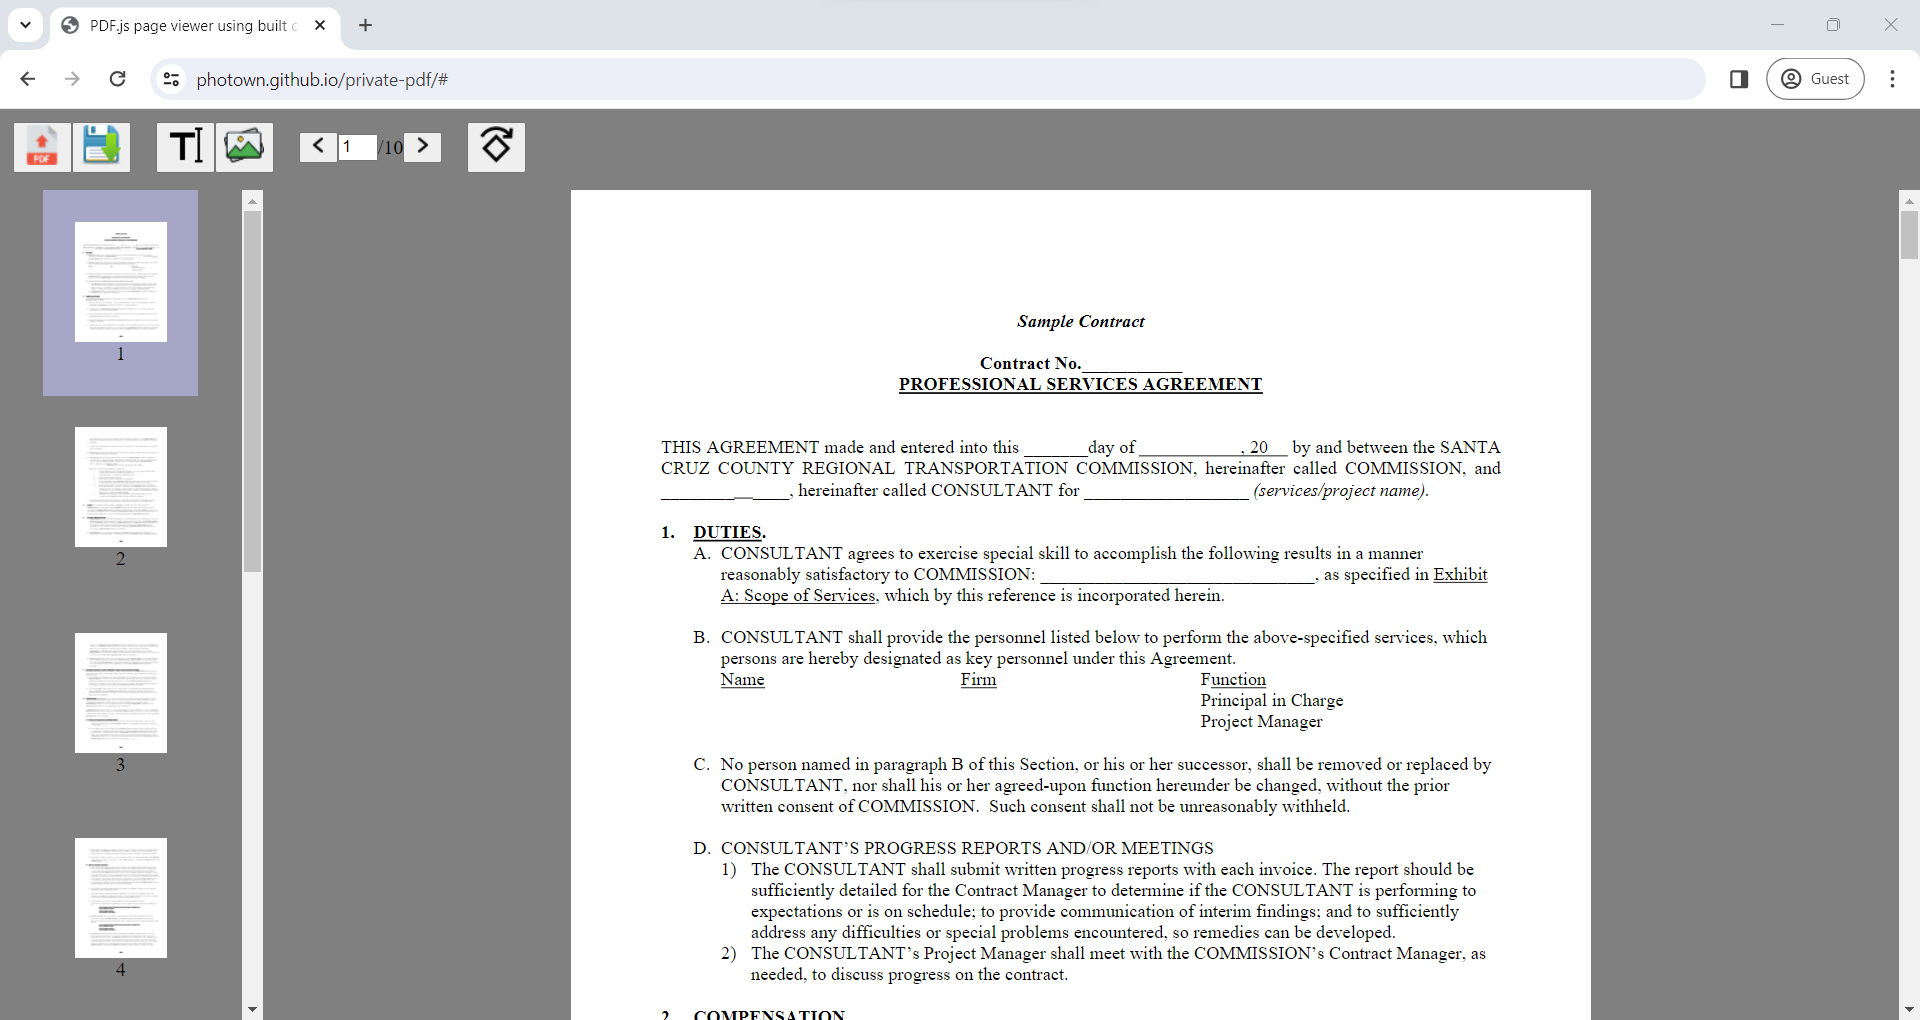 PDF.js page viewer using built
photown.github.io/private-pdf/#
Guest
PDF
T
1 /10
1
2
3
4
Sample Contract
Contract No.___________
PROFESSIONAL SERVICES AGREEMENT
THIS AGREEMENT made and entered into this _______day of ___________, 20__ by and between the SANTA
CRUZ COUNTY REGIONAL TRANSPORTATION COMMISSION, hereinafter called COMMISSION, and
______________, hereinafter called CONSULTANT for __________________ (services/project name).
1. DUTIES.
A. CONSULTANT agrees to exercise special skill to accomplish the following results in a manner
reasonably satisfactory to COMMISSION: ______________________________, as specified in Exhibit
A: Scope of Services, which by this reference is incorporated herein.
B. CONSULTANT shall provide the personnel listed below to perform the above-specified services, which
persons are hereby designated as key personnel under this Agreement.
Name Firm Function
Principal in Charge
Project Manager
C. No person named in paragraph B of this Section, or his or her successor, shall be removed or replaced by
CONSULTANT, nor shall his or her agreed-upon function hereunder be changed, without the prior
written consent of COMMISSION. Such consent shall not be unreasonably withheld.
D. CONSULTANT’S PROGRESS REPORTS AND/OR MEETINGS
1) The CONSULTANT shall submit written progress reports with each invoice. The report should be
sufficiently detailed for the Contract Manager to determine if the CONSULTANT is performing to
expectations or is on schedule; to provide communication of interim findings; and to sufficiently
address any difficulties or special problems encountered, so remedies can be developed.
2) The CONSULTANT’s Project Manager shall meet with the COMMISSION’s Contract Manager, as
needed, to discuss progress on the contract.
2. COMPENSATION